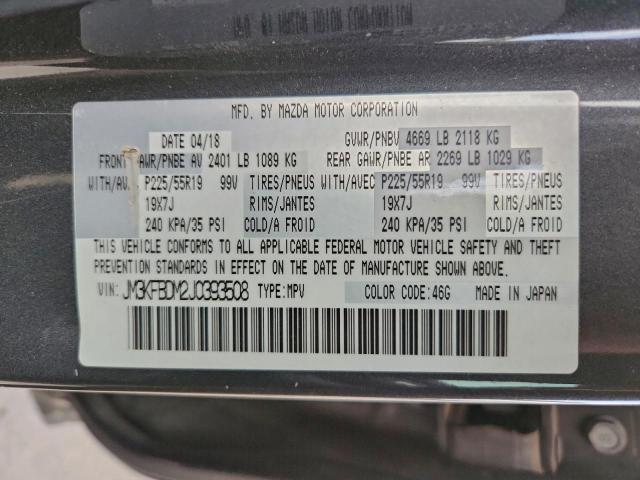 MFD. BY MAZDA MOTOR CORPORATION
DATE 04/18 GVWR/PNBV 4669 LB 2118 KG
FRONT AWR/PNBE AV 2401 LB 1089 KG REAR GAWR/PNBE AR 2269 LB 1029 KG
WITH/AV. P225/55R19 99V TIRES/PNEUS WITH/AVEC P225/55R19 99V TIRES/PNEUS
19X7J RIMS/JANTES 19X7J RIMS/JANTES
240 KPA/35 PSI COLD/A FROID 240 KPA/35 PSI COLD/A FROID
THIS VEHICLE CONFORMS TO ALL APPLICABLE FEDERAL MOTOR VEHICLE SAFETY AND THEFT
PREVENTION STANDARDS IN EFFECT ON THE DATE OF MANUFACTURE SHOWN ABOVE.
VIN: JM3KFBDM2J0393508 TYPE:MPV COLOR CODE:46G MADE IN JAPAN